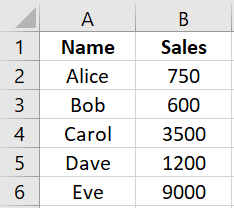 A B
1 Name Sales
2 Alice 750
3 Bob 600
4 Carol 3500
5 Dave 1200
6 Eve 9000